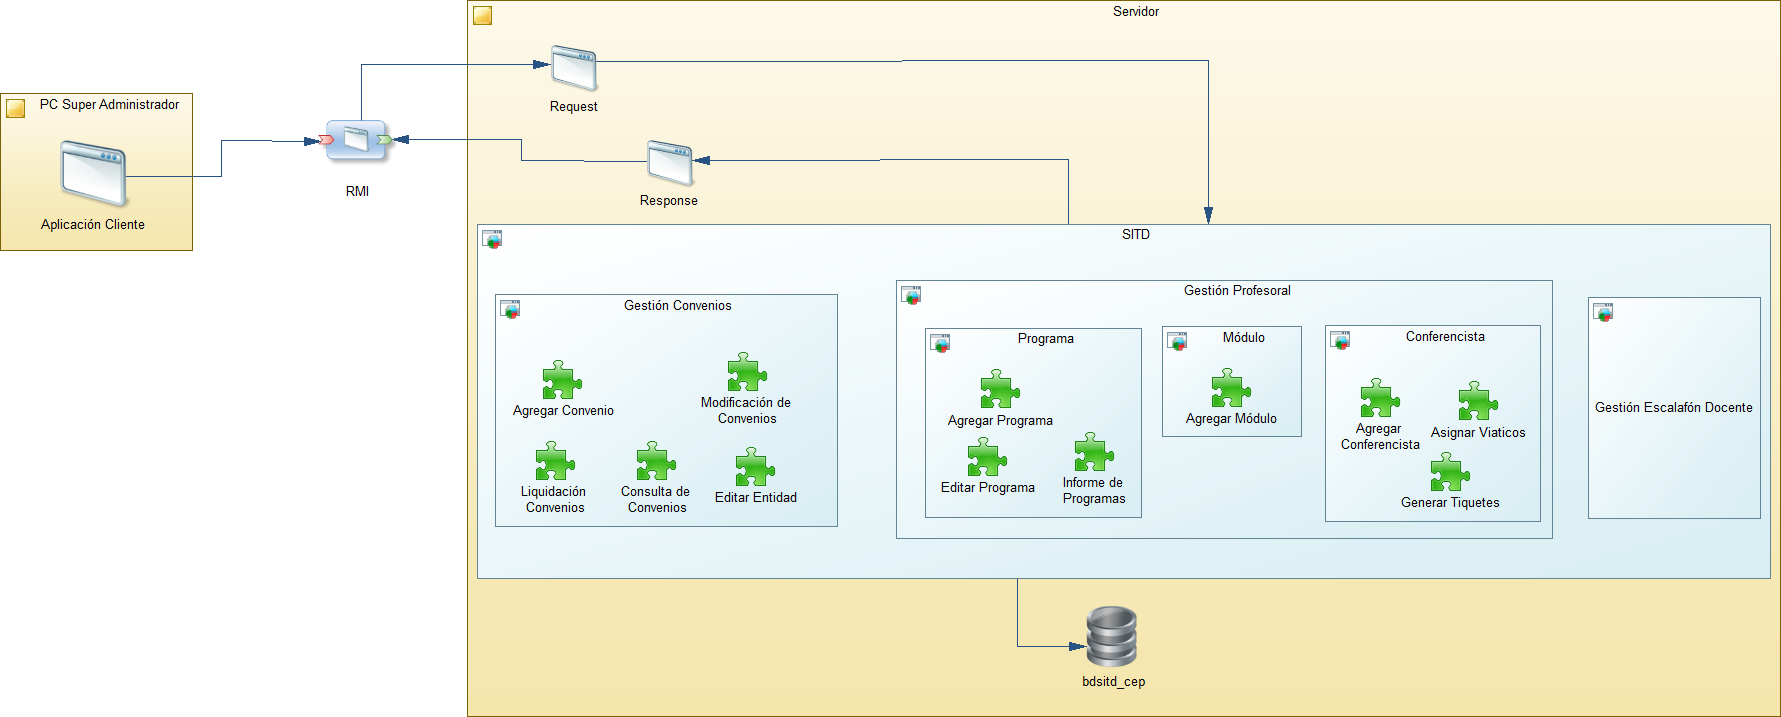 Servidor
PC Super Administrador
Aplicación Cliente
RMI
Request
Response
SITD
Gestión Convenios
Agregar Convenio
Modificación de
Convenios
Liquidación
Convenios
Consulta de
Convenios
Editar Entidad
Gestión Profesoral
Programa
Agregar Programa
Editar Programa
Informe de
Programas
Módulo
Agregar Módulo
Conferencista
Agregar
Conferencista
Asignar Viaticos
Generar Tiquetes
Gestión Escalafón Docente
bdsitd_cep